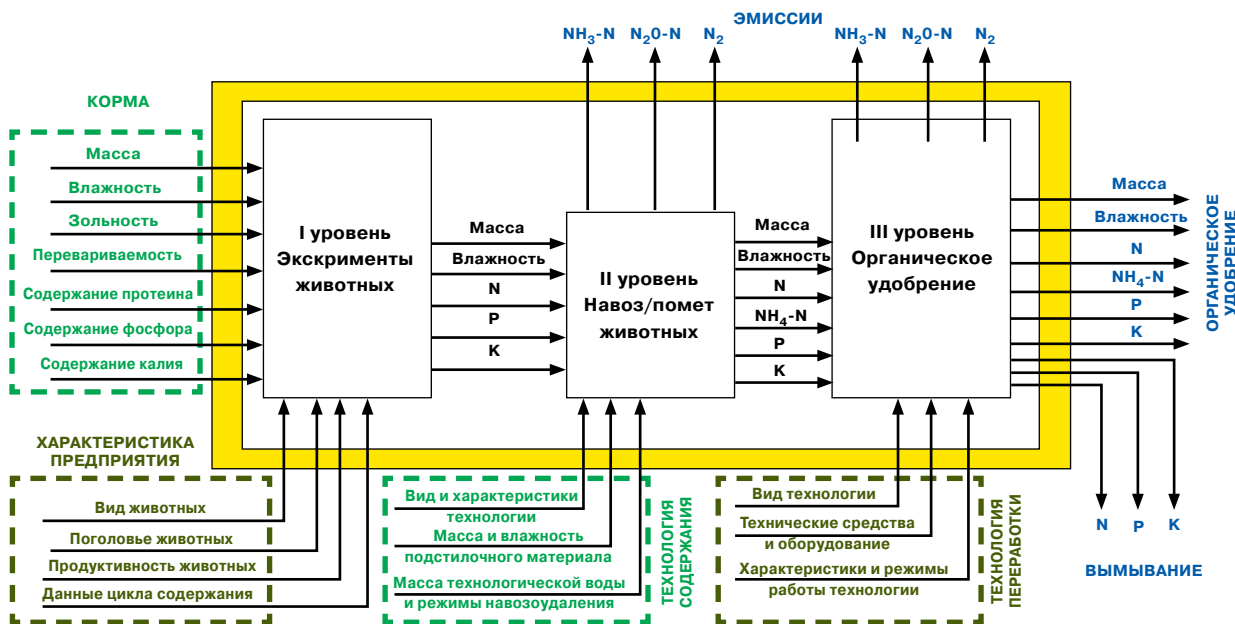 ЭМИССИИ
NH3-N N20-N N2
NH3-N N20-N N2
КОРМА
Масса
Влажность
Зольность
Перевариваемость
Содержание протеина
Содержание фосфора
Содержание калия
I уровень
Экскрименты
животных
Масса
Влажность
N
P
K
II уровень
Навоз/помет
животных
Масса
Влажность
N
NH4-N
P
K
III уровень
Органическое
удобрение
Масса
Влажность
N
NH4-N
P
K
ОРГАНИЧЕСКОЕ
УДОБРЕНИЕ
N P K
ВЫМЫВАНИЕ
ХАРАКТЕРИСТИКА
ПРЕДПРИЯТИЯ
Вид животных
Поголовье животных
Продуктивность животных
Данные цикла содержания
Вид и характеристики
технологии
Масса и влажность
подстилочного материала
Масса технологической воды
и режимы навозоудаления
ТЕХНОЛОГИЯ
СОДЕРЖАНИЯ
Вид технологии
Технические средства
и оборудование
Характеристики и режимы
работы технологии
ТЕХНОЛОГИЯ
ПЕРЕРАБОТКИ